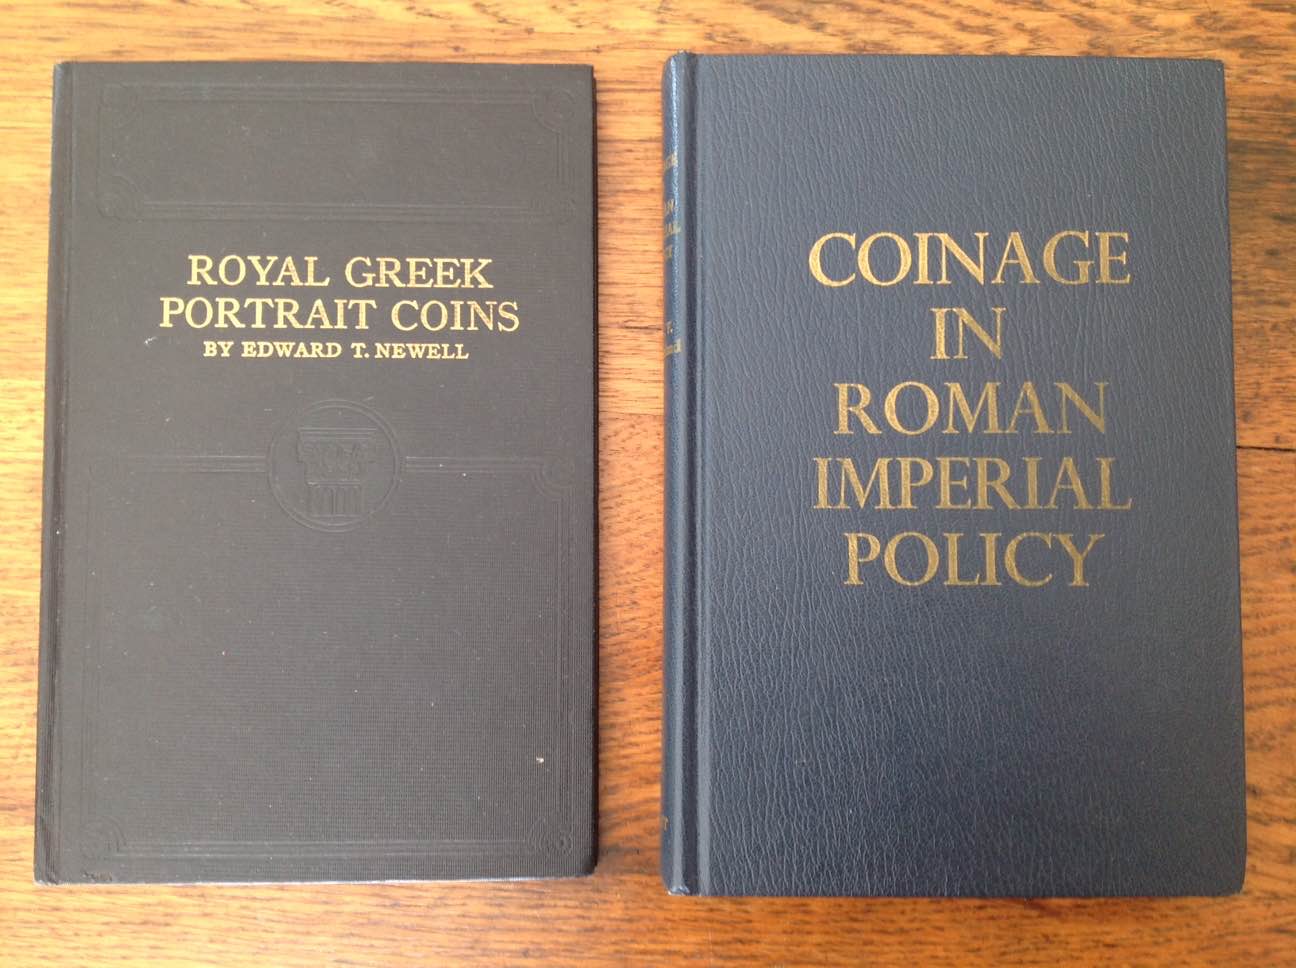 ROYAL GREEK
PORTRAIT COINS
BY EDWARD T. NEWELL
COINAGE
IN
ROMAN
IMPERIAL
POLICY